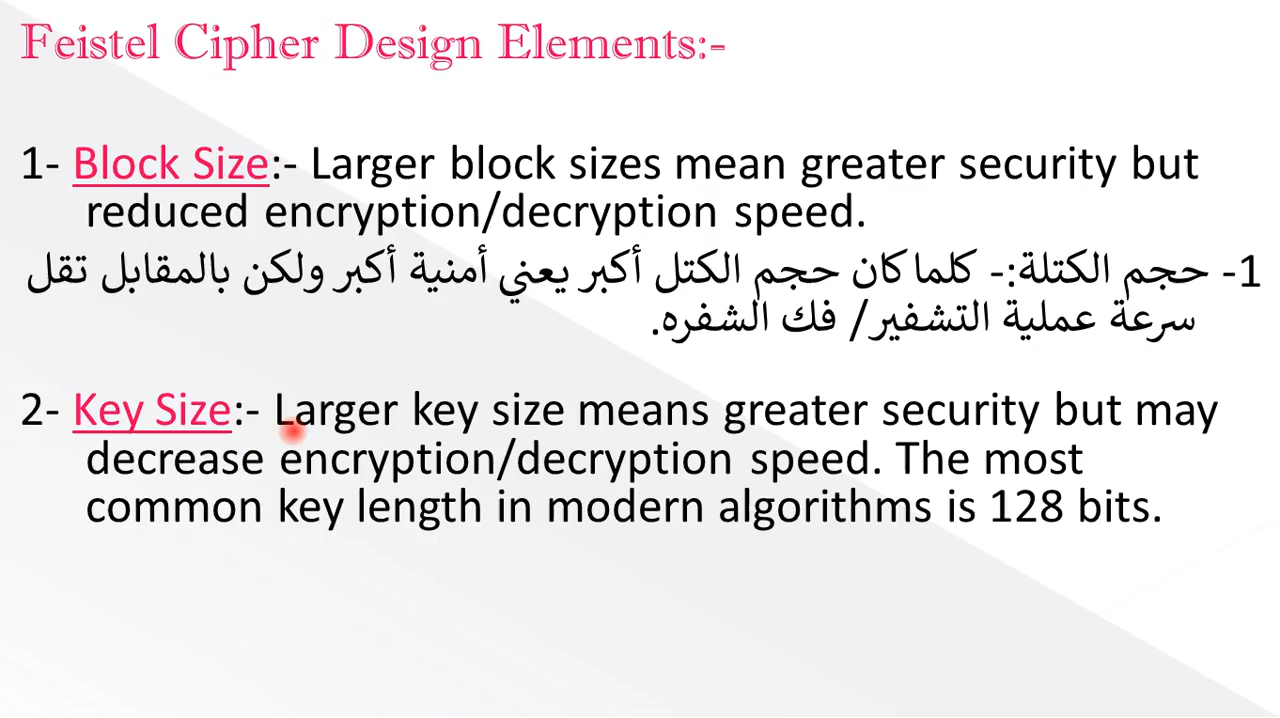 Feistel Cipher Design Elements:-
1- Block Size:- Larger block sizes mean greater security but
reduced encryption/decryption speed.
1- حجم الكتلة:- كلما كان حجم الكتل أكبر يعني أمنية أكبر ولكن بالمقابل تقل
سرعة عملية التشفير/ فك الشفره.
2- Key Size:- Larger key size means greater security but may
decrease encryption/decryption speed. The most
common key length in modern algorithms is 128 bits.